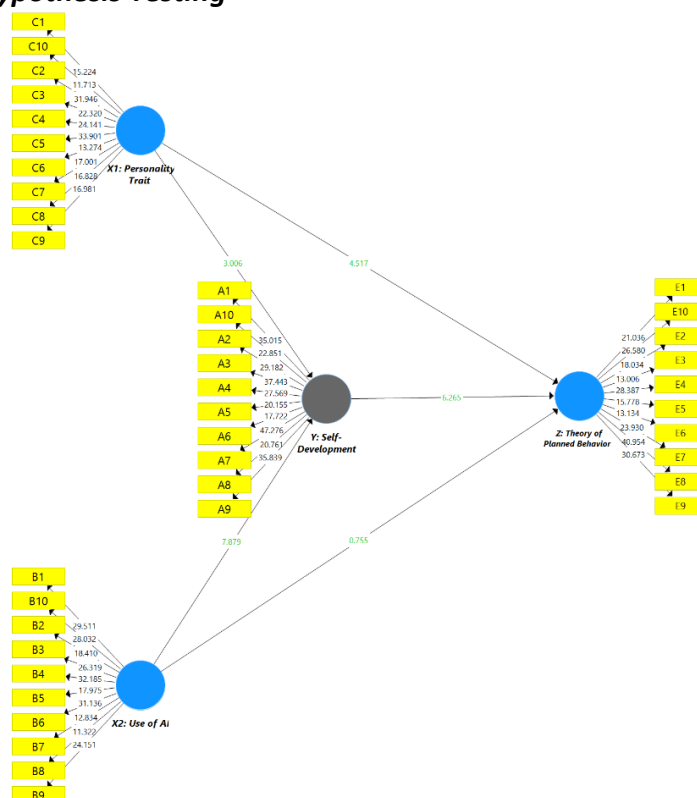 ypothesis Testing
C1
C10
C2
C3
C4
C5
C6
C7
C8
C9
15.224
11.713
31.946
22.320
24.141
33.901
13.274
17.001
16.828
16.981
X1: Personality
Trait
3.006
4.517
A1
A10
A2
A3
A4
A5
A6
A7
A8
A9
35.015
22.851
29.182
37.443
27.569
20.155
17.722
47.276
20.761
35.839
Y: Self-
Development
6.265
E1
E10
E2
E3
E4
E5
E6
E7
E8
E9
21.036
26.580
18.034
13.006
28.387
15.778
13.134
23.930
40.954
30.673
Z: Theory of
Planned Behavior
7.879
0.755
B1
B10
B2
B3
B4
B5
B6
B7
B8
B9
29.511
28.032
18.410
26.319
32.185
17.975
31.136
12.834
11.322
24.151
X2: Use of AI